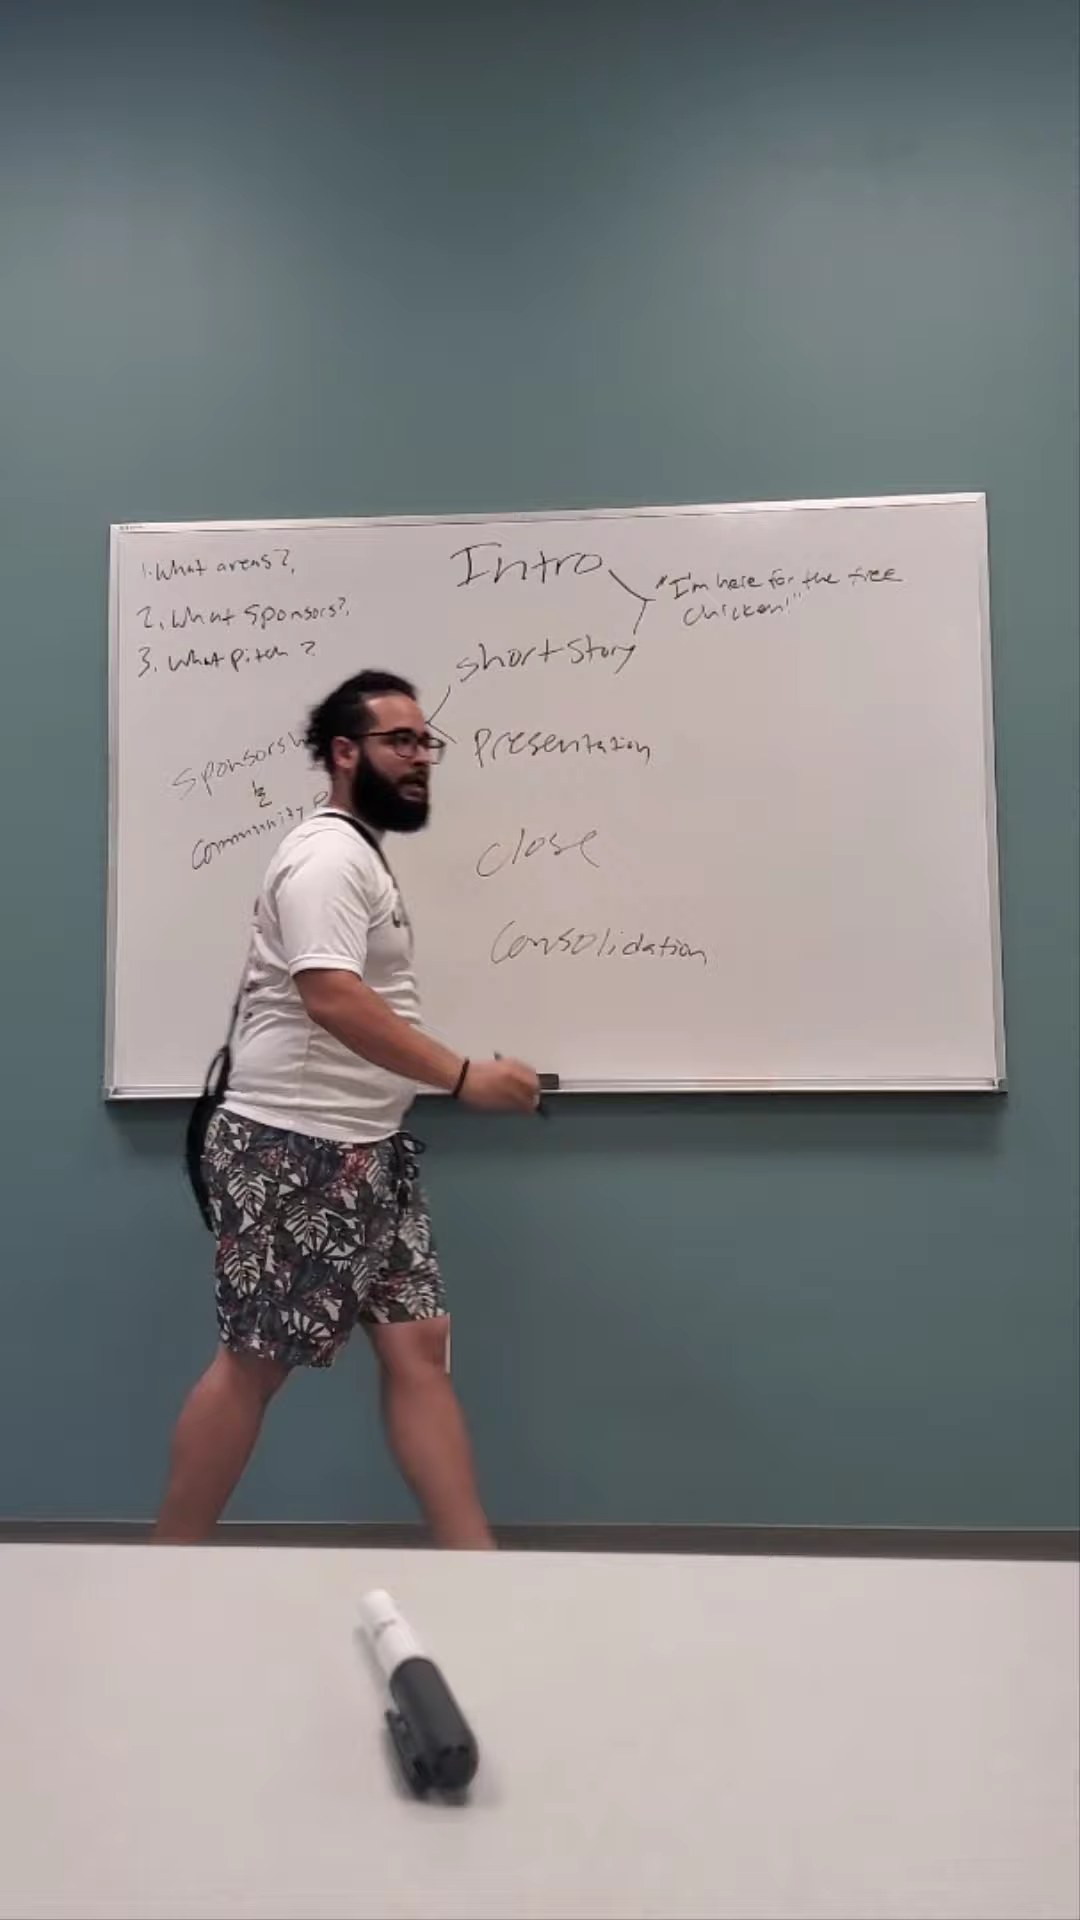 1. What areas?,
2. What Sponsors?,
3. What pitch?
Sponsorsh
Community
Intro
"I'm here for the free
chicken!"
short story
Presentation
close
Consolidation